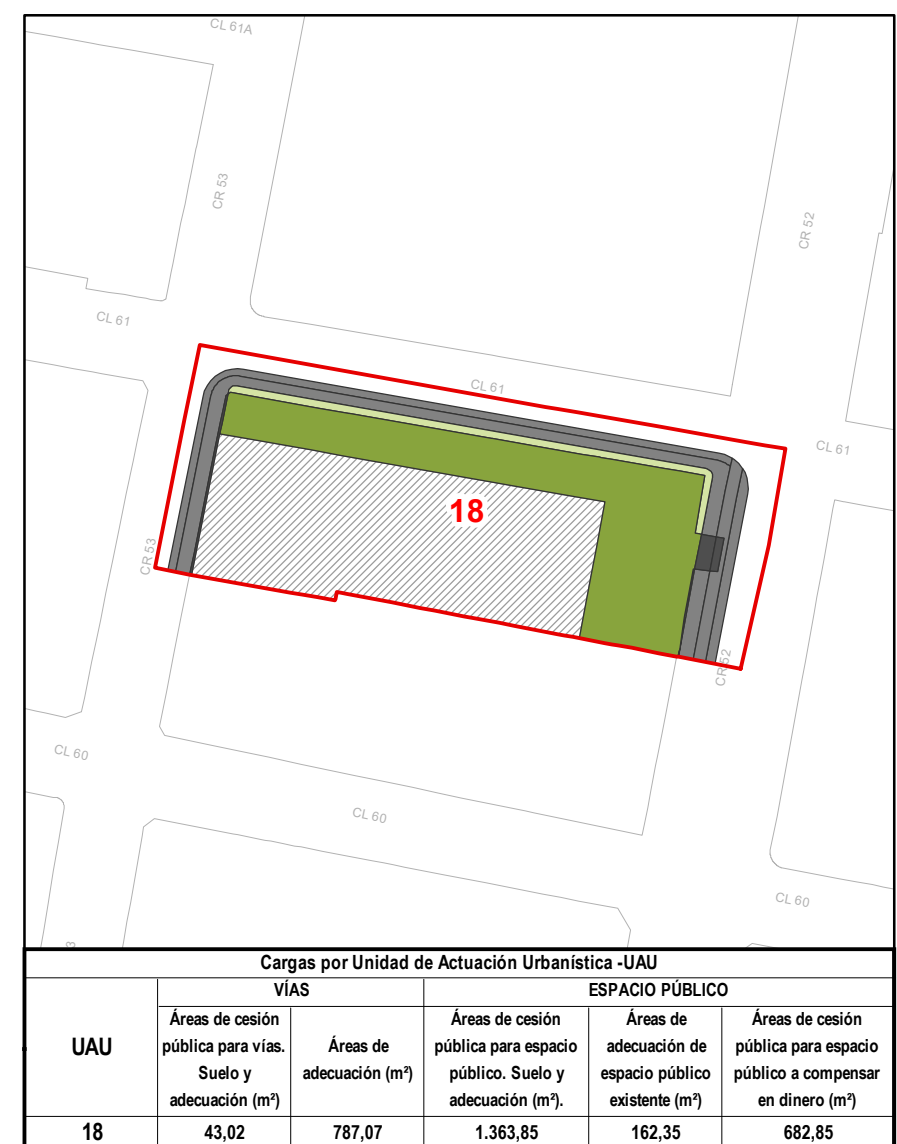 CL 61A
CR 53
CR 52
CL 61
CL 61
CL 61
18
CR 53
CR 52
CL 60
CL 60
CL 60
3
Cargas por Unidad de Actuación Urbanística -UAU
VÍAS
ESPACIO PÚBLICO
UAU
Áreas de cesión
pública para vías.
Suelo y
adecuación (m²)
Áreas de
adecuación (m²)
Áreas de cesión
pública para espacio
público. Suelo y
adecuación (m²).
Áreas de
adecuación de
espacio público
existente (m²)
Áreas de cesión
pública para espacio
público a compensar
en dinero (m²)
18 43,02 787,07 1.363,85 162,35 682,85